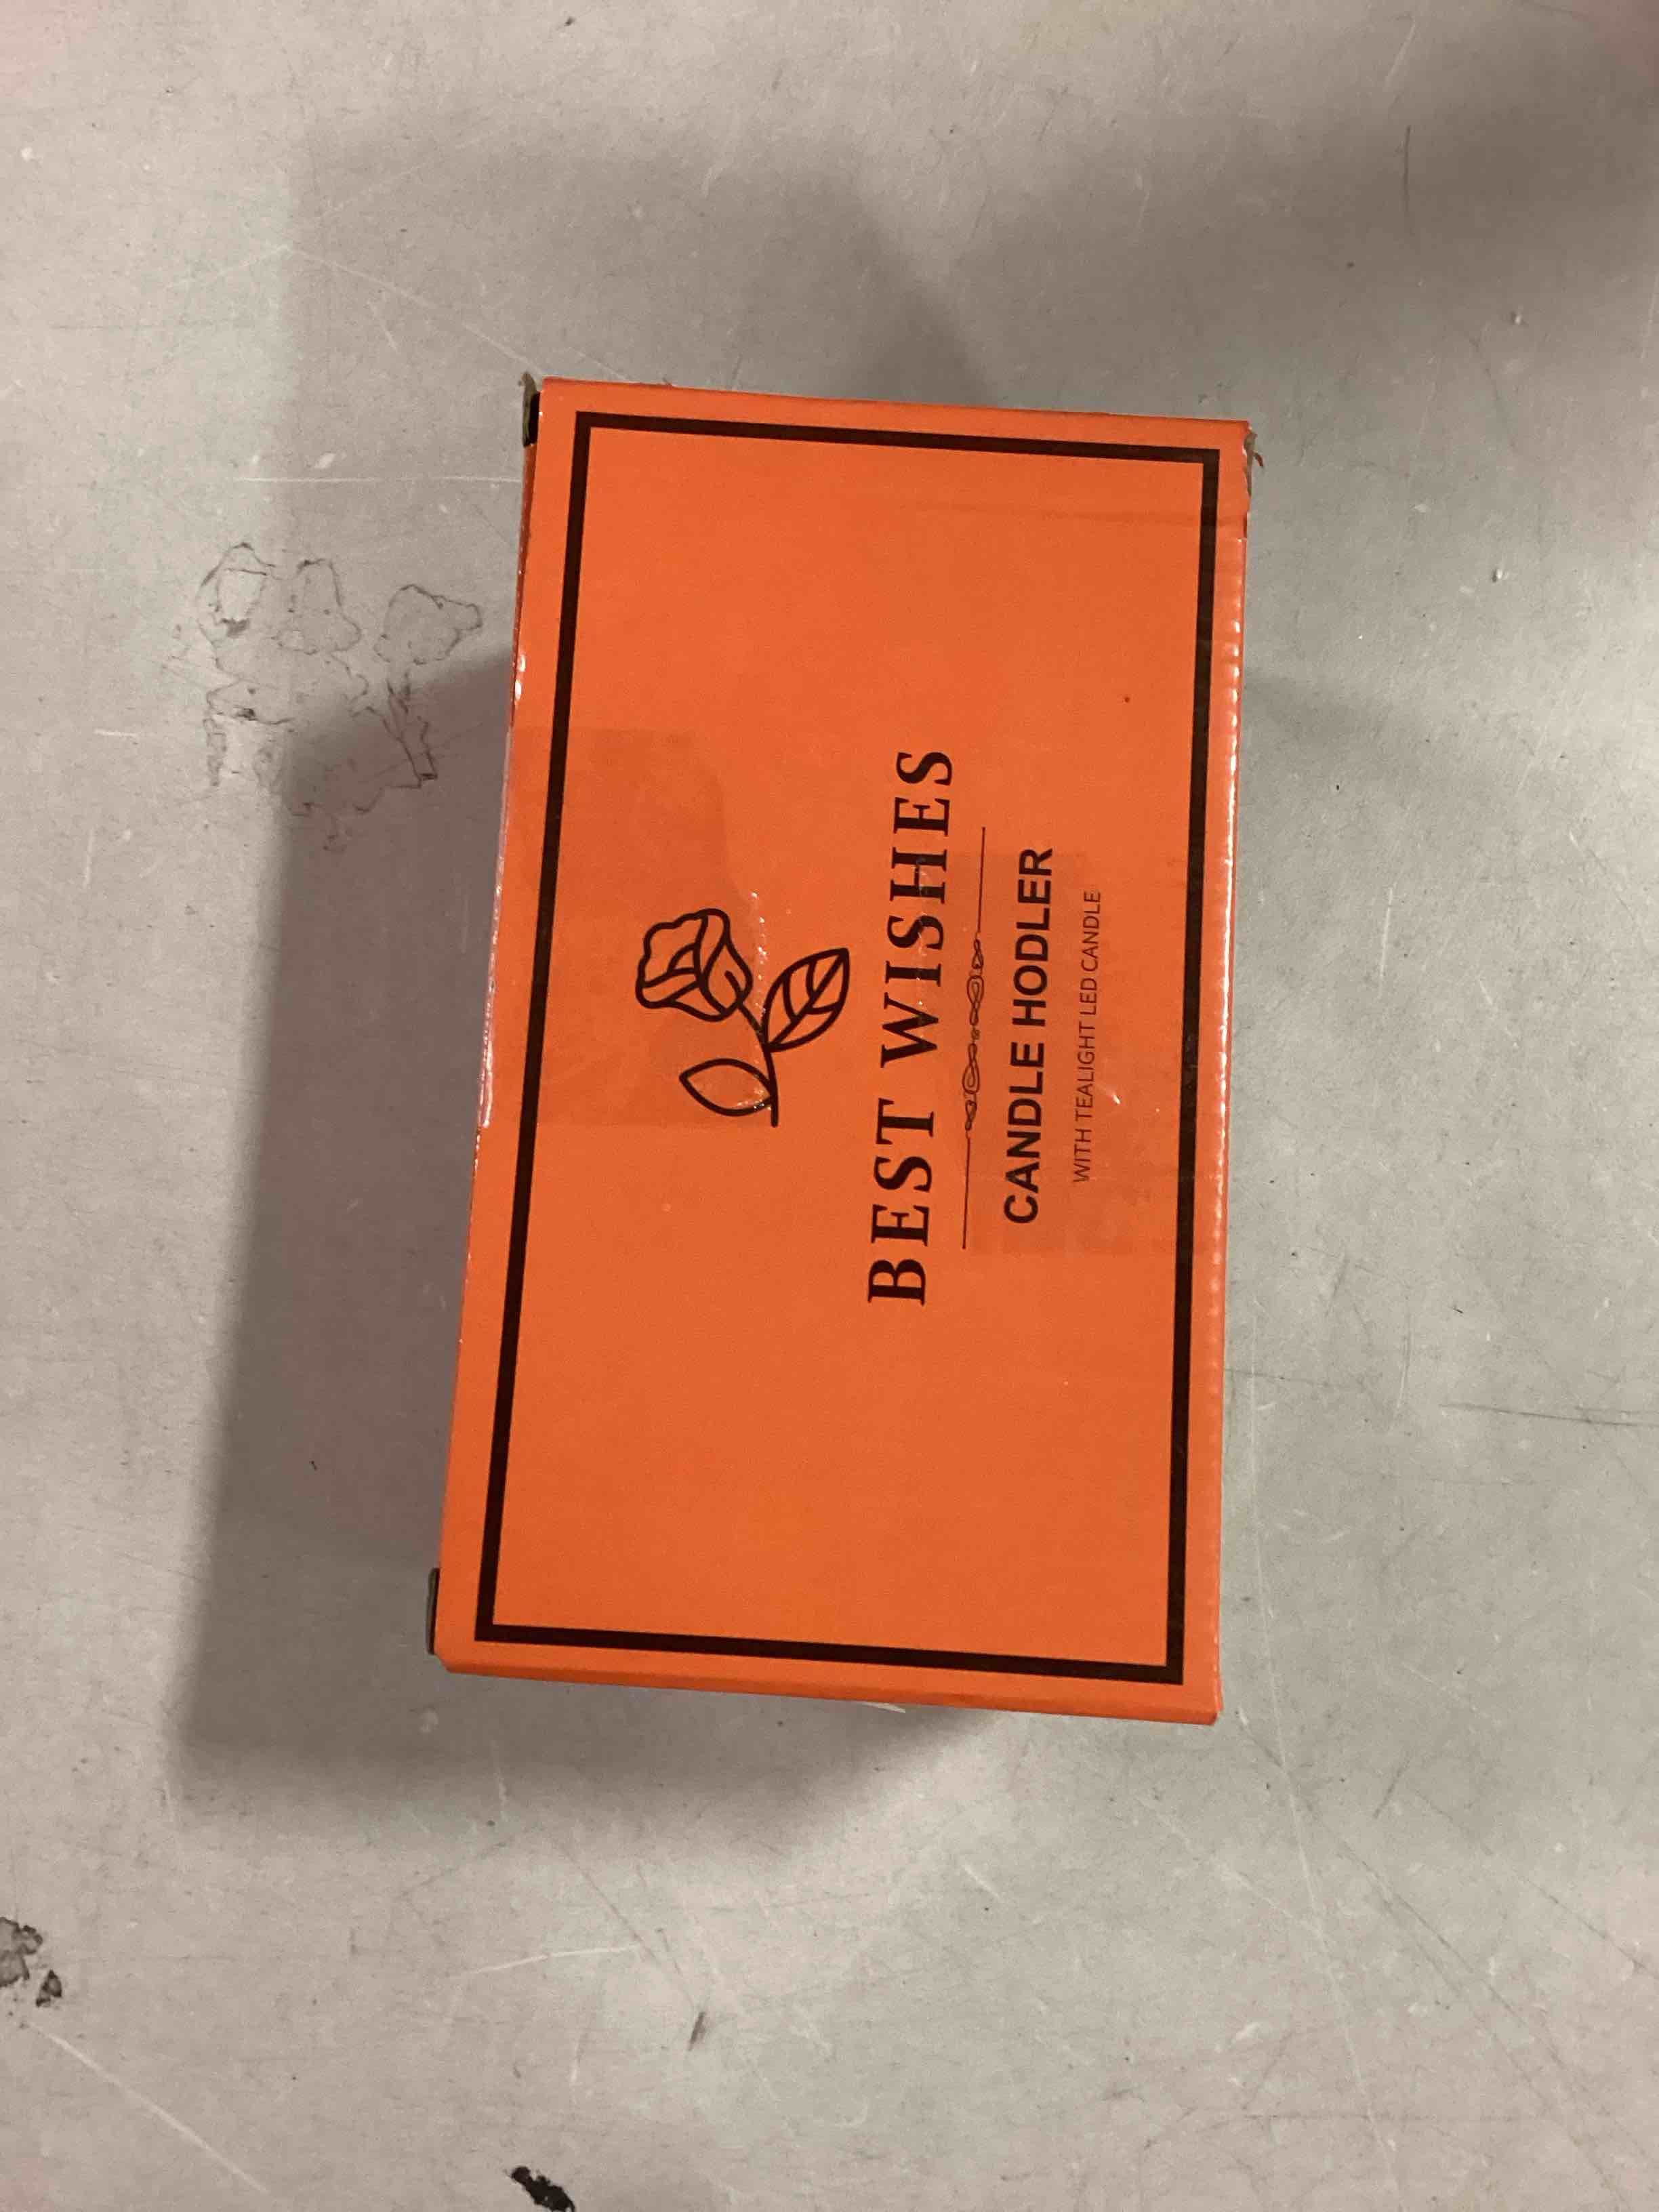 BEST WISHES
CANDLE HODLER
WITH TEALIGHT LED CANDLE